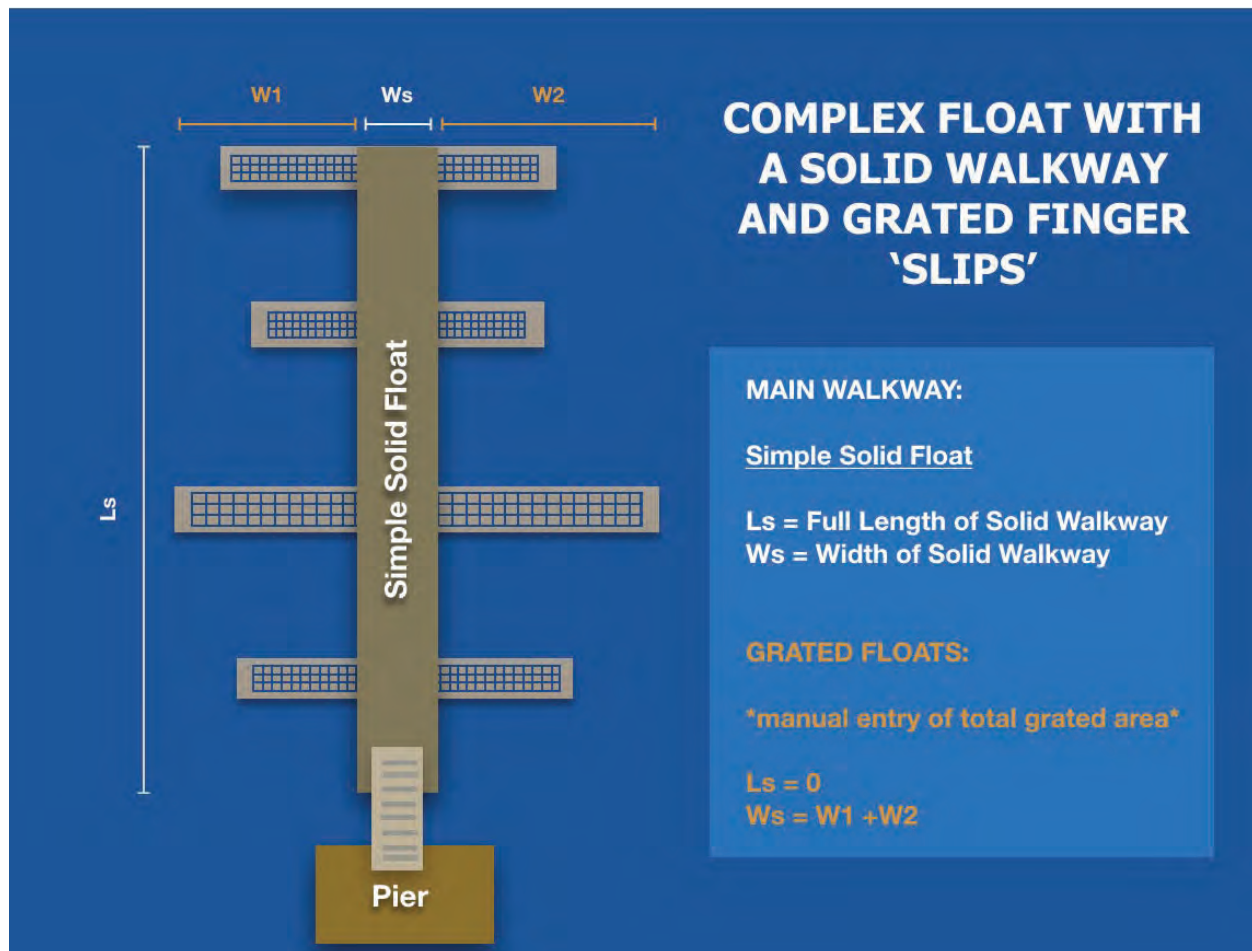 W1 Ws W2
COMPLEX FLOAT WITH
A SOLID WALKWAY
AND GRATED FINGER
‘SLIPS’
Ls
Simple Solid Float
MAIN WALKWAY:
Simple Solid Float
Ls = Full Length of Solid Walkway
Ws = Width of Solid Walkway
GRATED FLOATS:
*manual entry of total grated area*
Ls = 0
Ws = W1 +W2
Pier